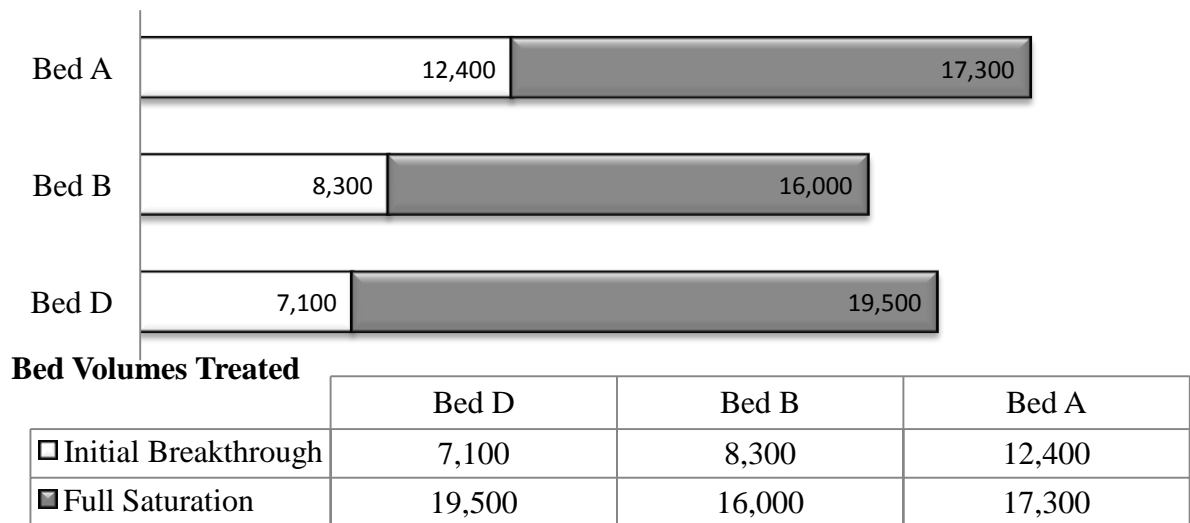 Bed A 12,400 17,300
Bed B 8,300 16,000
Bed D 7,100 19,500
Bed Volumes Treated
Bed D Bed B Bed A
Initial Breakthrough 7,100 8,300 12,400
Full Saturation 19,500 16,000 17,300